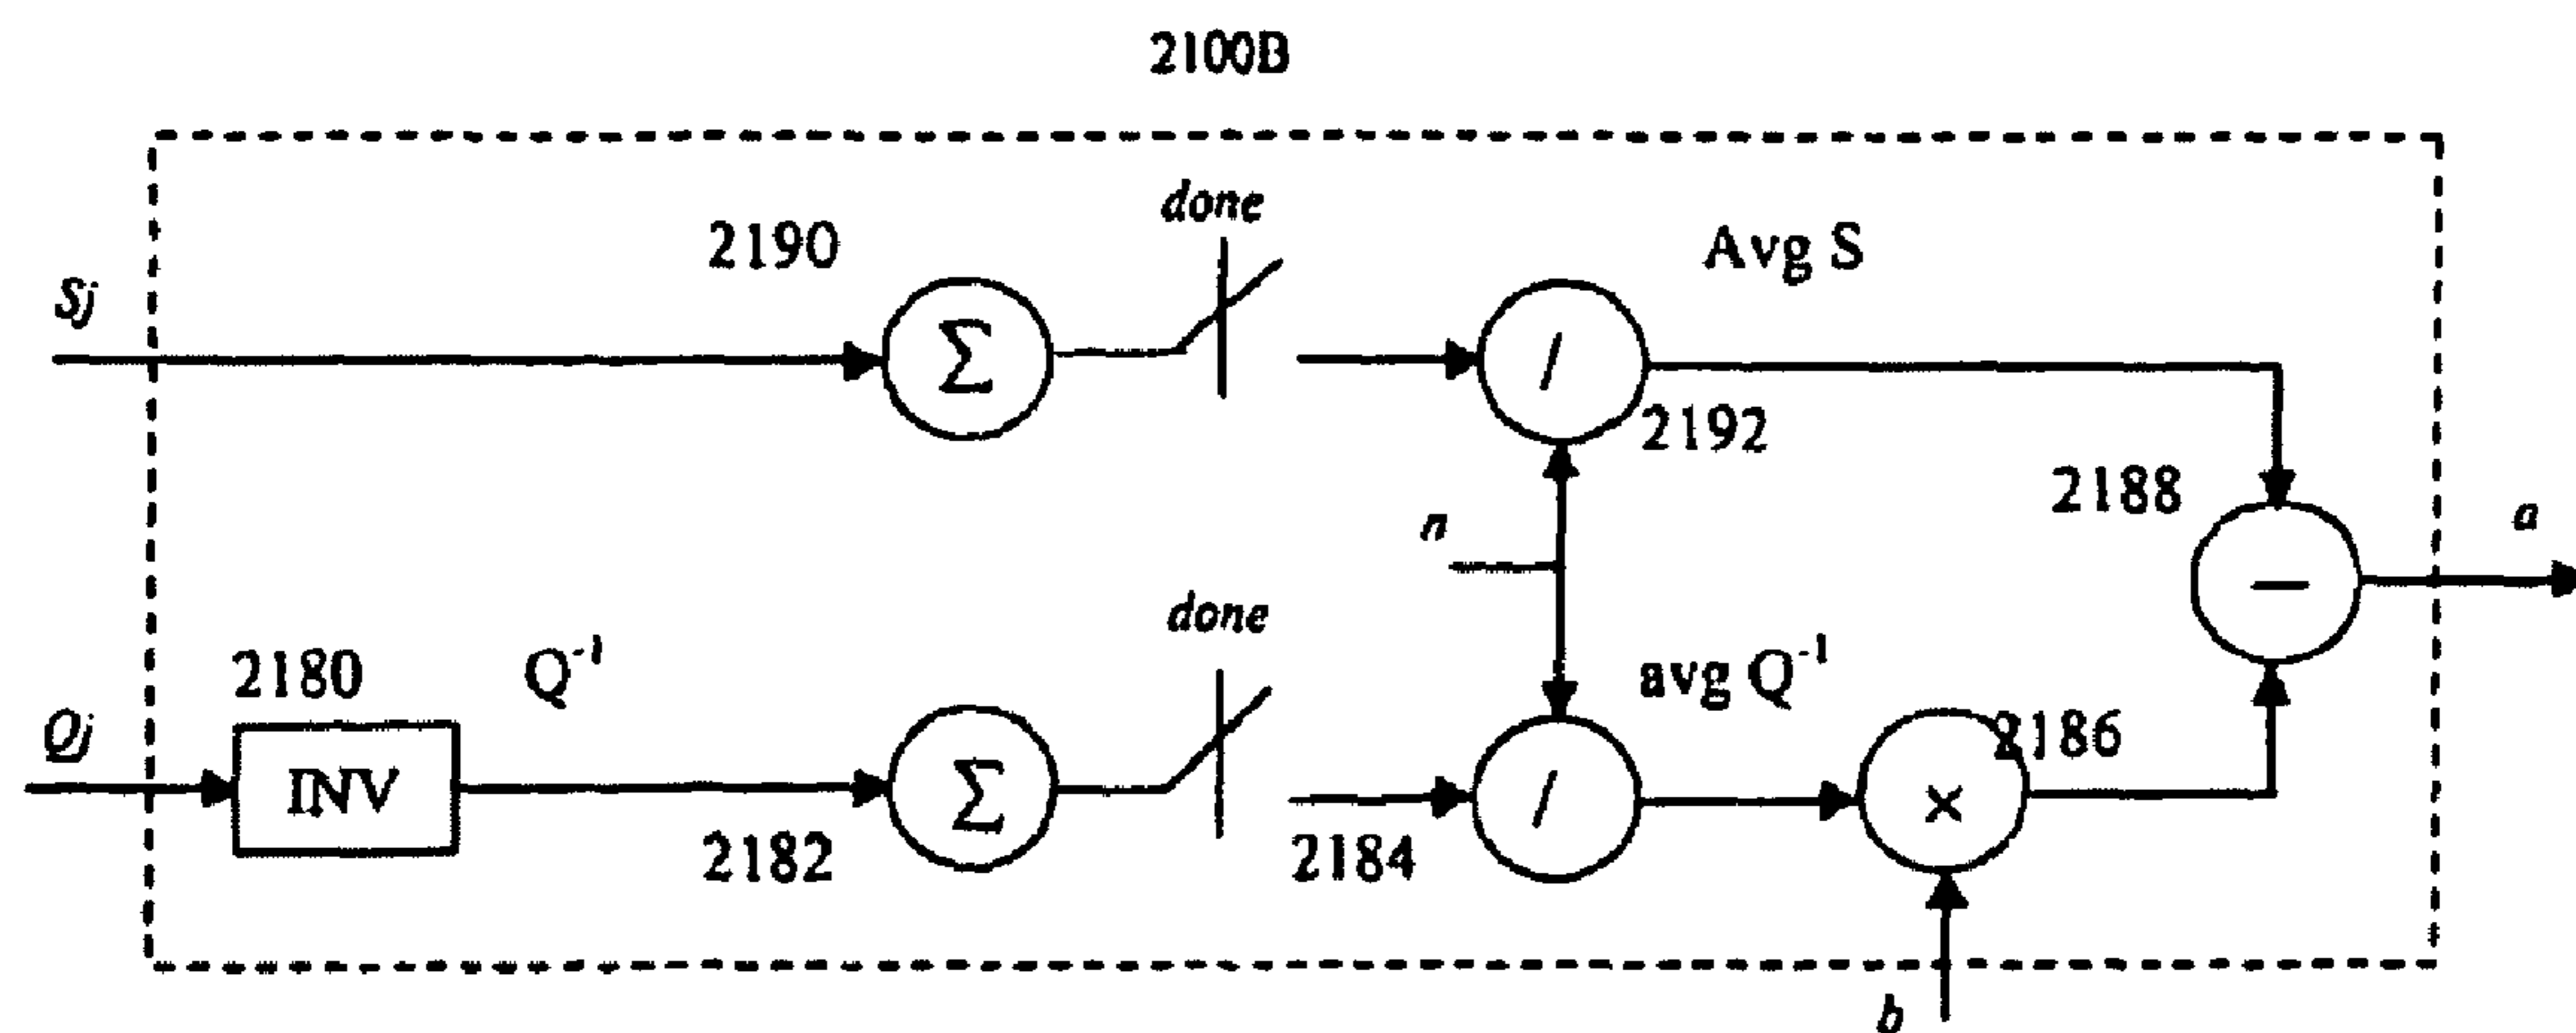 2100B
done
2190
Avg S
Sj
Σ
/
2192
2188
n
a
−
done
2180
Q⁻¹
avg Q⁻¹
Qj
2186
INV
Σ
/
×
2182
2184
b